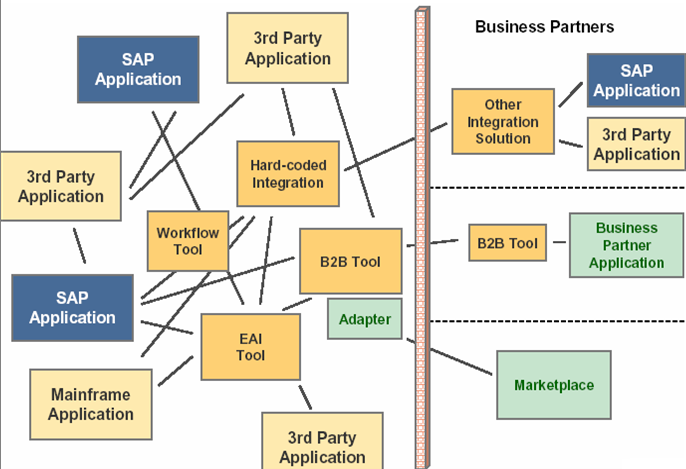 Business Partners
3rd Party
Application
SAP
Application
SAP
Application
Other
Integration
Solution
3rd Party
Application
3rd Party
Application
Hard-coded
Integration
Workflow
Tool
B2B Tool
B2B Tool
Business
Partner
Application
SAP
Application
Adapter
EAI
Tool
Marketplace
Mainframe
Application
3rd Party
Application